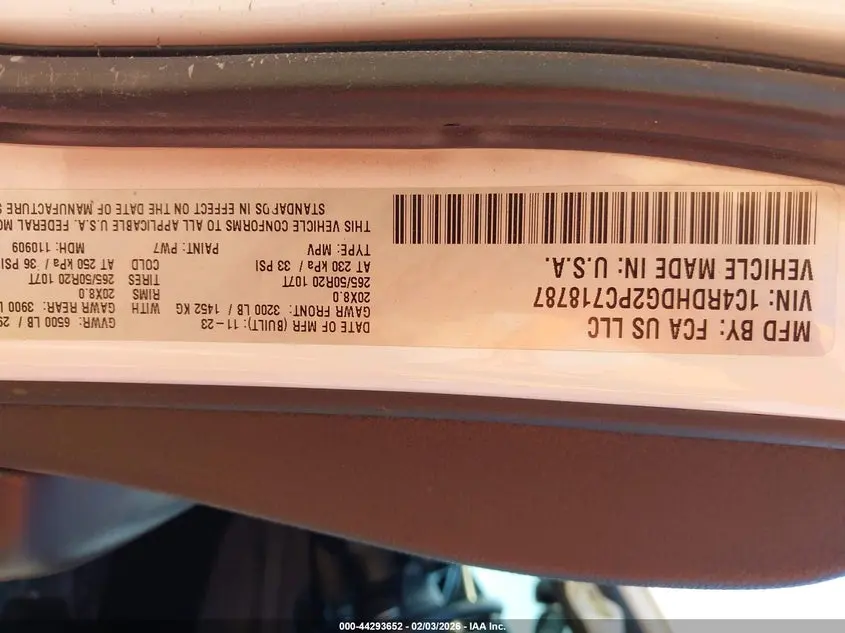 MFD BY: FCA US LLC
VIN: 1C4RDHDG2PC718787
VEHICLE MADE IN: U.S.A.
DATE OF MFR (BUILT): 11-23
GVWR: 6500 LB / 29
GAWR FRONT: 3200 LB / 1452 KG
WITH
GAWR REAR: 3900 L
20X8.0
RIMS
20X8.0
265/50R20 107T
TIRES
265/50R20 107T
AT 230 kPa / 33 PSI
COLD
AT 250 kPa / 36 PSI
TYPE: MPV
PAINT: PW7
MDH: 110909
THIS VEHICLE CONFORMS TO ALL APPLICABLE U.S.A. FEDERAL MO
STANDARDS IN EFFECT ON THE DATE OF MANUFACTURE S
000-44293652 - 02/03/2026 - IAA Inc.